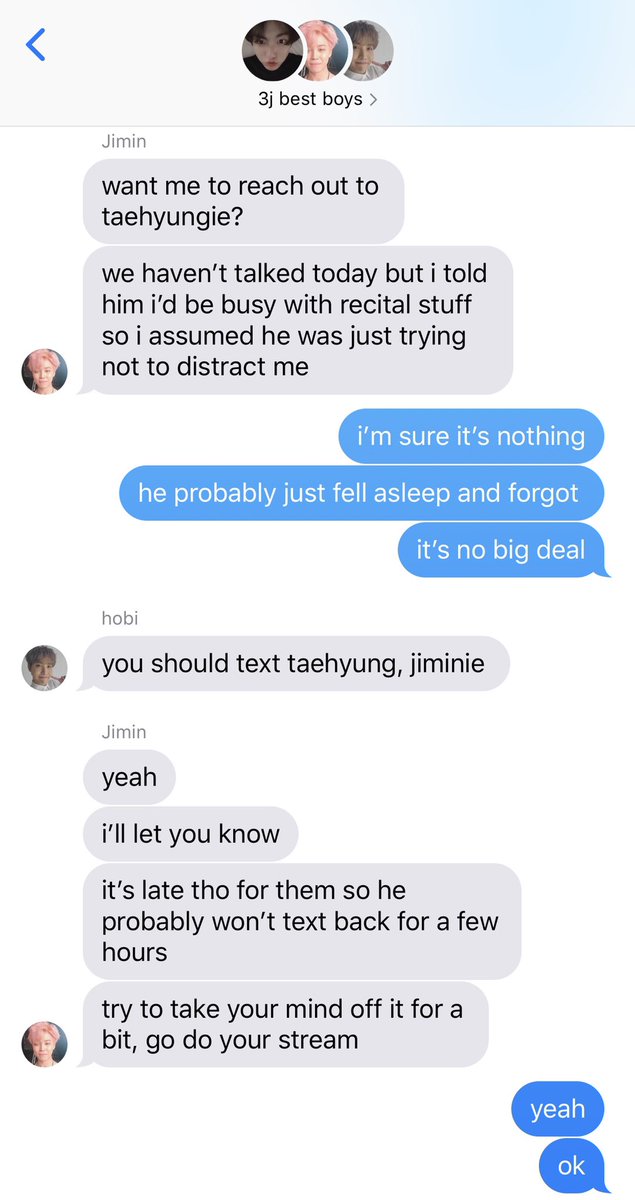 3j best boys
Jimin
want me to reach out to
taehyungie?
we haven’t talked today but i told
him i’d be busy with recital stuff
so i assumed he was just trying
not to distract me
i’m sure it’s nothing
he probably just fell asleep and forgot
it’s no big deal
hobi
you should text taehyung, jiminie
Jimin
yeah
i’ll let you know
it’s late tho for them so he
probably won’t text back for a few
hours
try to take your mind off it for a
bit, go do your stream
yeah
ok